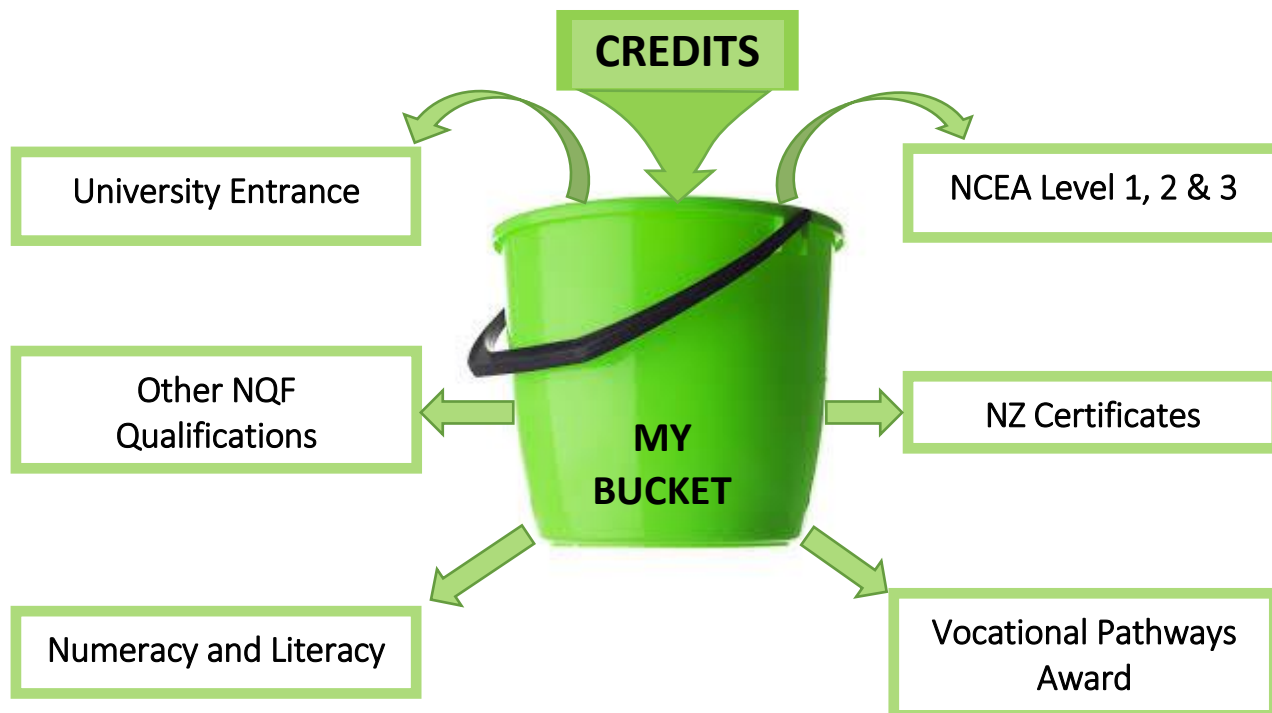 CREDITS
University Entrance
NCEA Level 1, 2 & 3
Other NQF
Qualifications
NZ Certificates
MY
BUCKET
Numeracy and Literacy
Vocational Pathways
Award